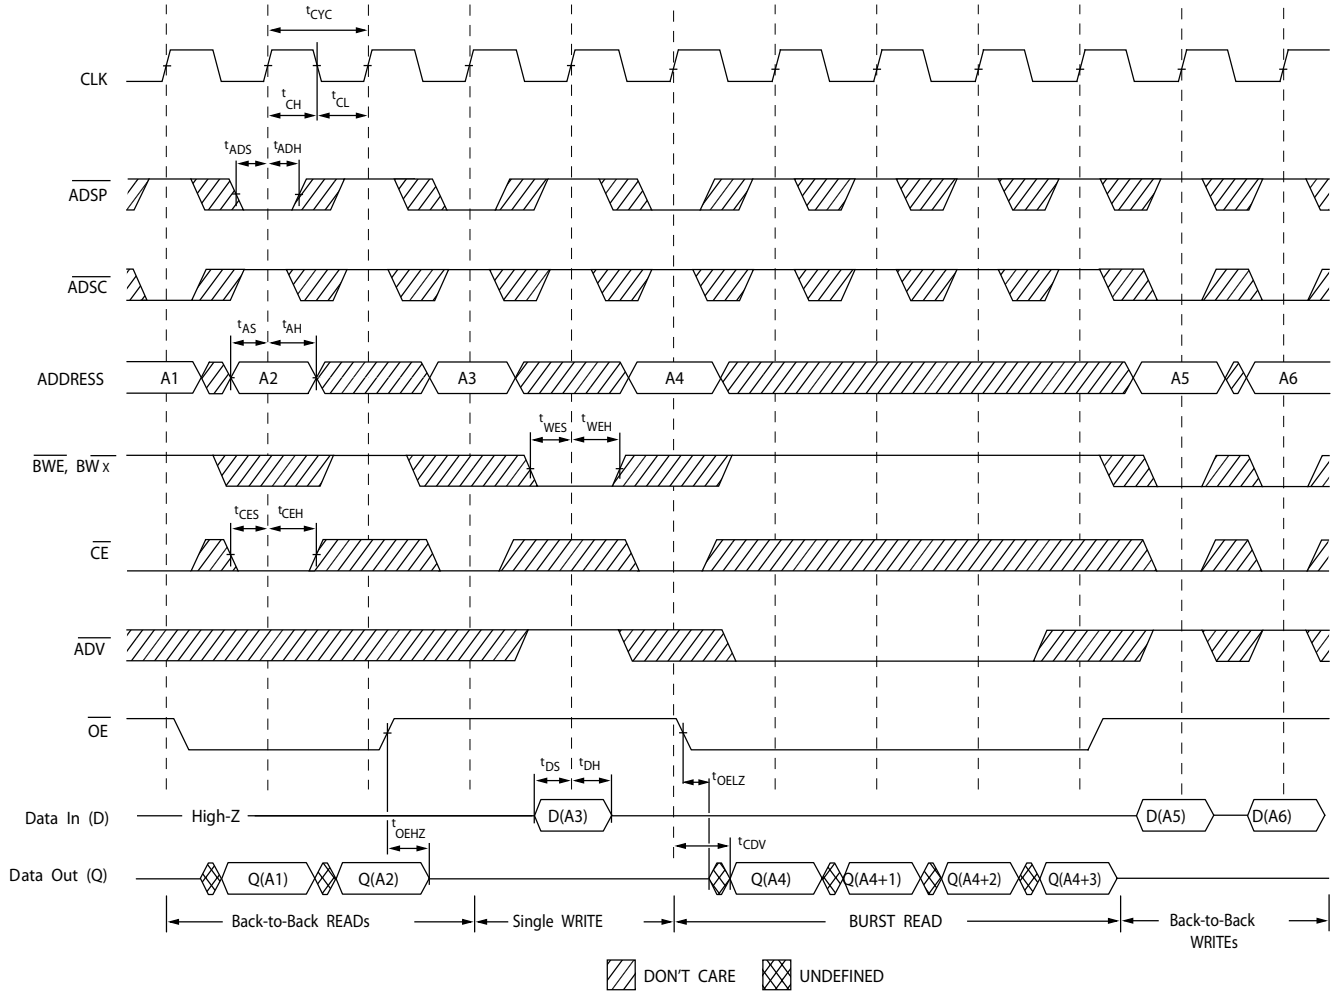 tCYC
CLK
tCH
tCL
tADS
tADH
ADSP
ADSC
tAS
tAH
ADDRESS
A1
A2
A3
A4
A5
A6
tWES
tWEH
BWE, BW x
tCES
tCEH
CE
ADV
OE
tDS
tDH
tOELZ
Data In (D)
High-Z
D(A3)
D(A5)
D(A6)
tOEHZ
tCDV
Data Out (Q)
Q(A1)
Q(A2)
Q(A4)
Q(A4+1)
Q(A4+2)
Q(A4+3)
Back-to-Back READs
Single WRITE
BURST READ
Back-to-Back
WRITEs
DON'T CARE
UNDEFINED